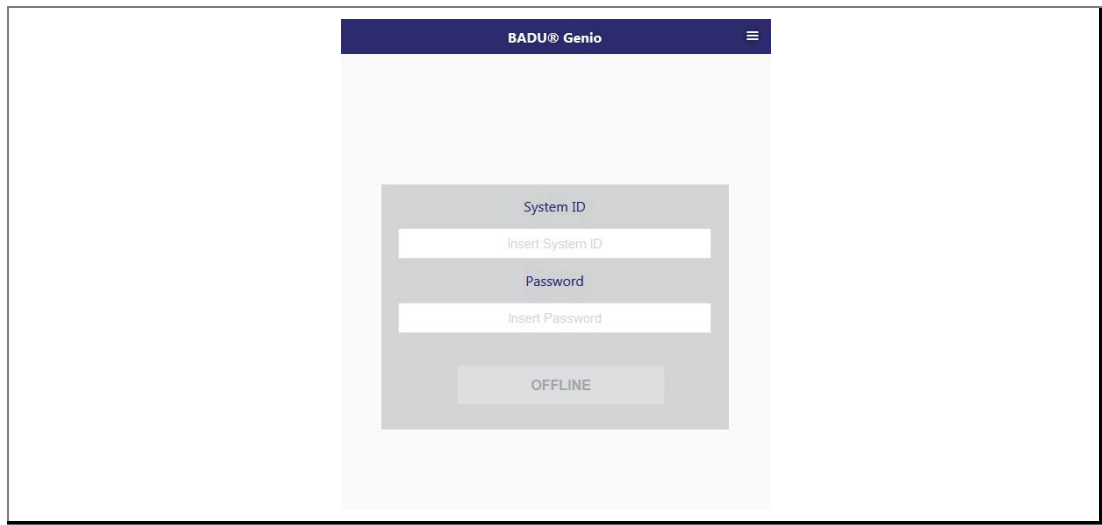 BADU® Genio
System ID
Insert System ID
Password
Insert Password
OFFLINE